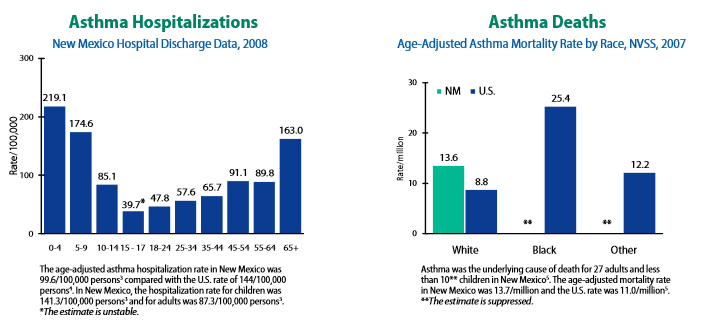 Asthma Hospitalizations
New Mexico Hospital Discharge Data, 2008
Rate/100,000
300
200
100
0
219.1
174.6
85.1
39.7*
47.8
57.6
65.7
91.1
89.8
163.0
0-4 5-9 10-14 15 - 17 18-24 25-34 35-44 45-54 55-64 65+
The age-adjusted asthma hospitalization rate in New Mexico was
99.6/100,000 persons³ compared with the U.S. rate of 144/100,000
persons⁴. In New Mexico, the hospitalization rate for children was
141.3/100,000 persons³ and for adults was 87.3/100,000 persons³.
*The estimate is unstable.
Asthma Deaths
Age-Adjusted Asthma Mortality Rate by Race, NVSS, 2007
Rate/million
30
20
10
0
NM U.S.
13.6
8.8
**
25.4
**
12.2
White Black Other
Asthma was the underlying cause of death for 27 adults and less
than 10** children in New Mexico⁵. The age-adjusted mortality rate
in New Mexico was 13.7/million and the U.S. rate was 11.0/million⁵.
**The estimate is suppressed.